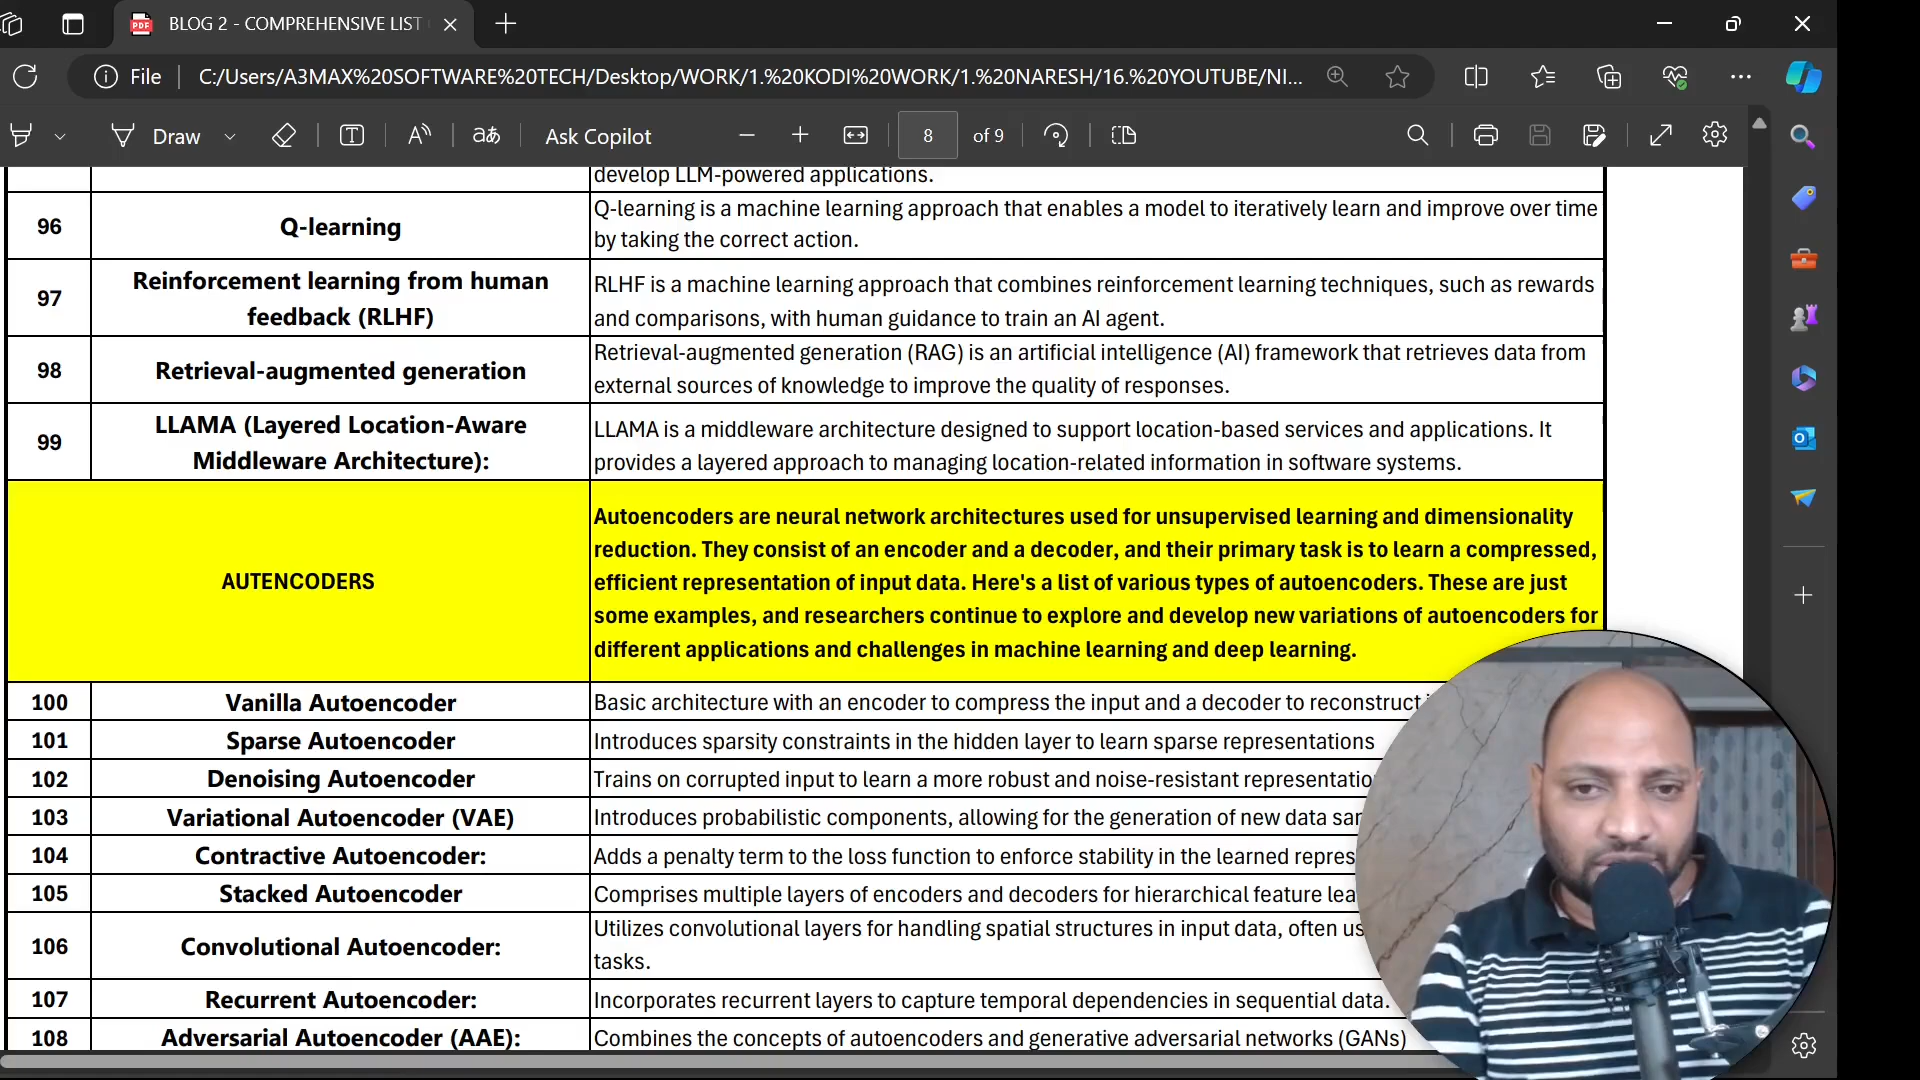 BLOG 2 - COMPREHENSIVE LIST
File
C:/Users/A3MAX%20SOFTWARE%20TECH/Desktop/WORK/1.%20KODI%20WORK/1.%20NARESH/16.%20YOUTUBE/NI...
Draw
aあ
Ask Copilot
8 of 9
develop LLM-powered applications.
96
Q-learning
Q-learning is a machine learning approach that enables a model to iteratively learn and improve over time
by taking the correct action.
97
Reinforcement learning from human
feedback (RLHF)
RLHF is a machine learning approach that combines reinforcement learning techniques, such as rewards
and comparisons, with human guidance to train an AI agent.
98
Retrieval-augmented generation
Retrieval-augmented generation (RAG) is an artificial intelligence (AI) framework that retrieves data from
external sources of knowledge to improve the quality of responses.
99
LLAMA (Layered Location-Aware
Middleware Architecture):
LLAMA is a middleware architecture designed to support location-based services and applications. It
provides a layered approach to managing location-related information in software systems.
AUTENCODERS
Autoencoders are neural network architectures used for unsupervised learning and dimensionality
reduction. They consist of an encoder and a decoder, and their primary task is to learn a compressed,
efficient representation of input data. Here's a list of various types of autoencoders. These are just
some examples, and researchers continue to explore and develop new variations of autoencoders for
different applications and challenges in machine learning and deep learning.
100
Vanilla Autoencoder
Basic architecture with an encoder to compress the input and a decoder to reconstruct
101
Sparse Autoencoder
Introduces sparsity constraints in the hidden layer to learn sparse representations
102
Denoising Autoencoder
Trains on corrupted input to learn a more robust and noise-resistant
103
Variational Autoencoder (VAE)
Introduces probabilistic components, allowing for the generation of new data
104
Contractive Autoencoder:
Adds a penalty term to the loss function to enforce stability in the learned
105
Stacked Autoencoder
Comprises multiple layers of encoders and decoders for hierarchical feature
106
Convolutional Autoencoder:
Utilizes convolutional layers for handling spatial structures in input data, often
tasks.
107
Recurrent Autoencoder:
Incorporates recurrent layers to capture temporal dependencies in sequential data.
108
Adversarial Autoencoder (AAE):
Combines the concepts of autoencoders and generative adversarial networks (GANs)